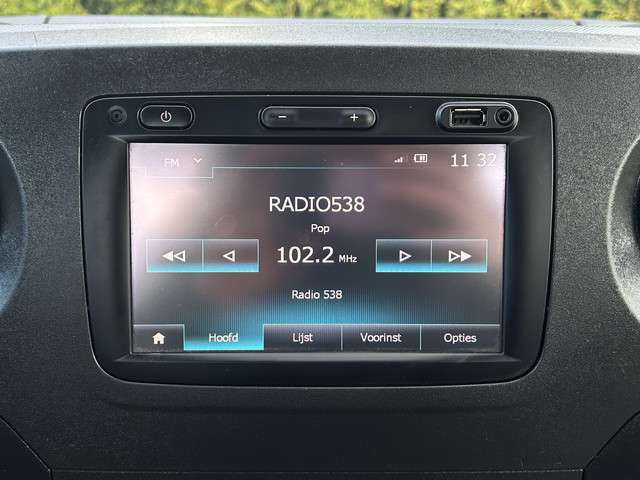 FM 11 32
RADIO538
Pop
102.2 MHz
Radio 538
Hoofd Lijst Voorinst Opties